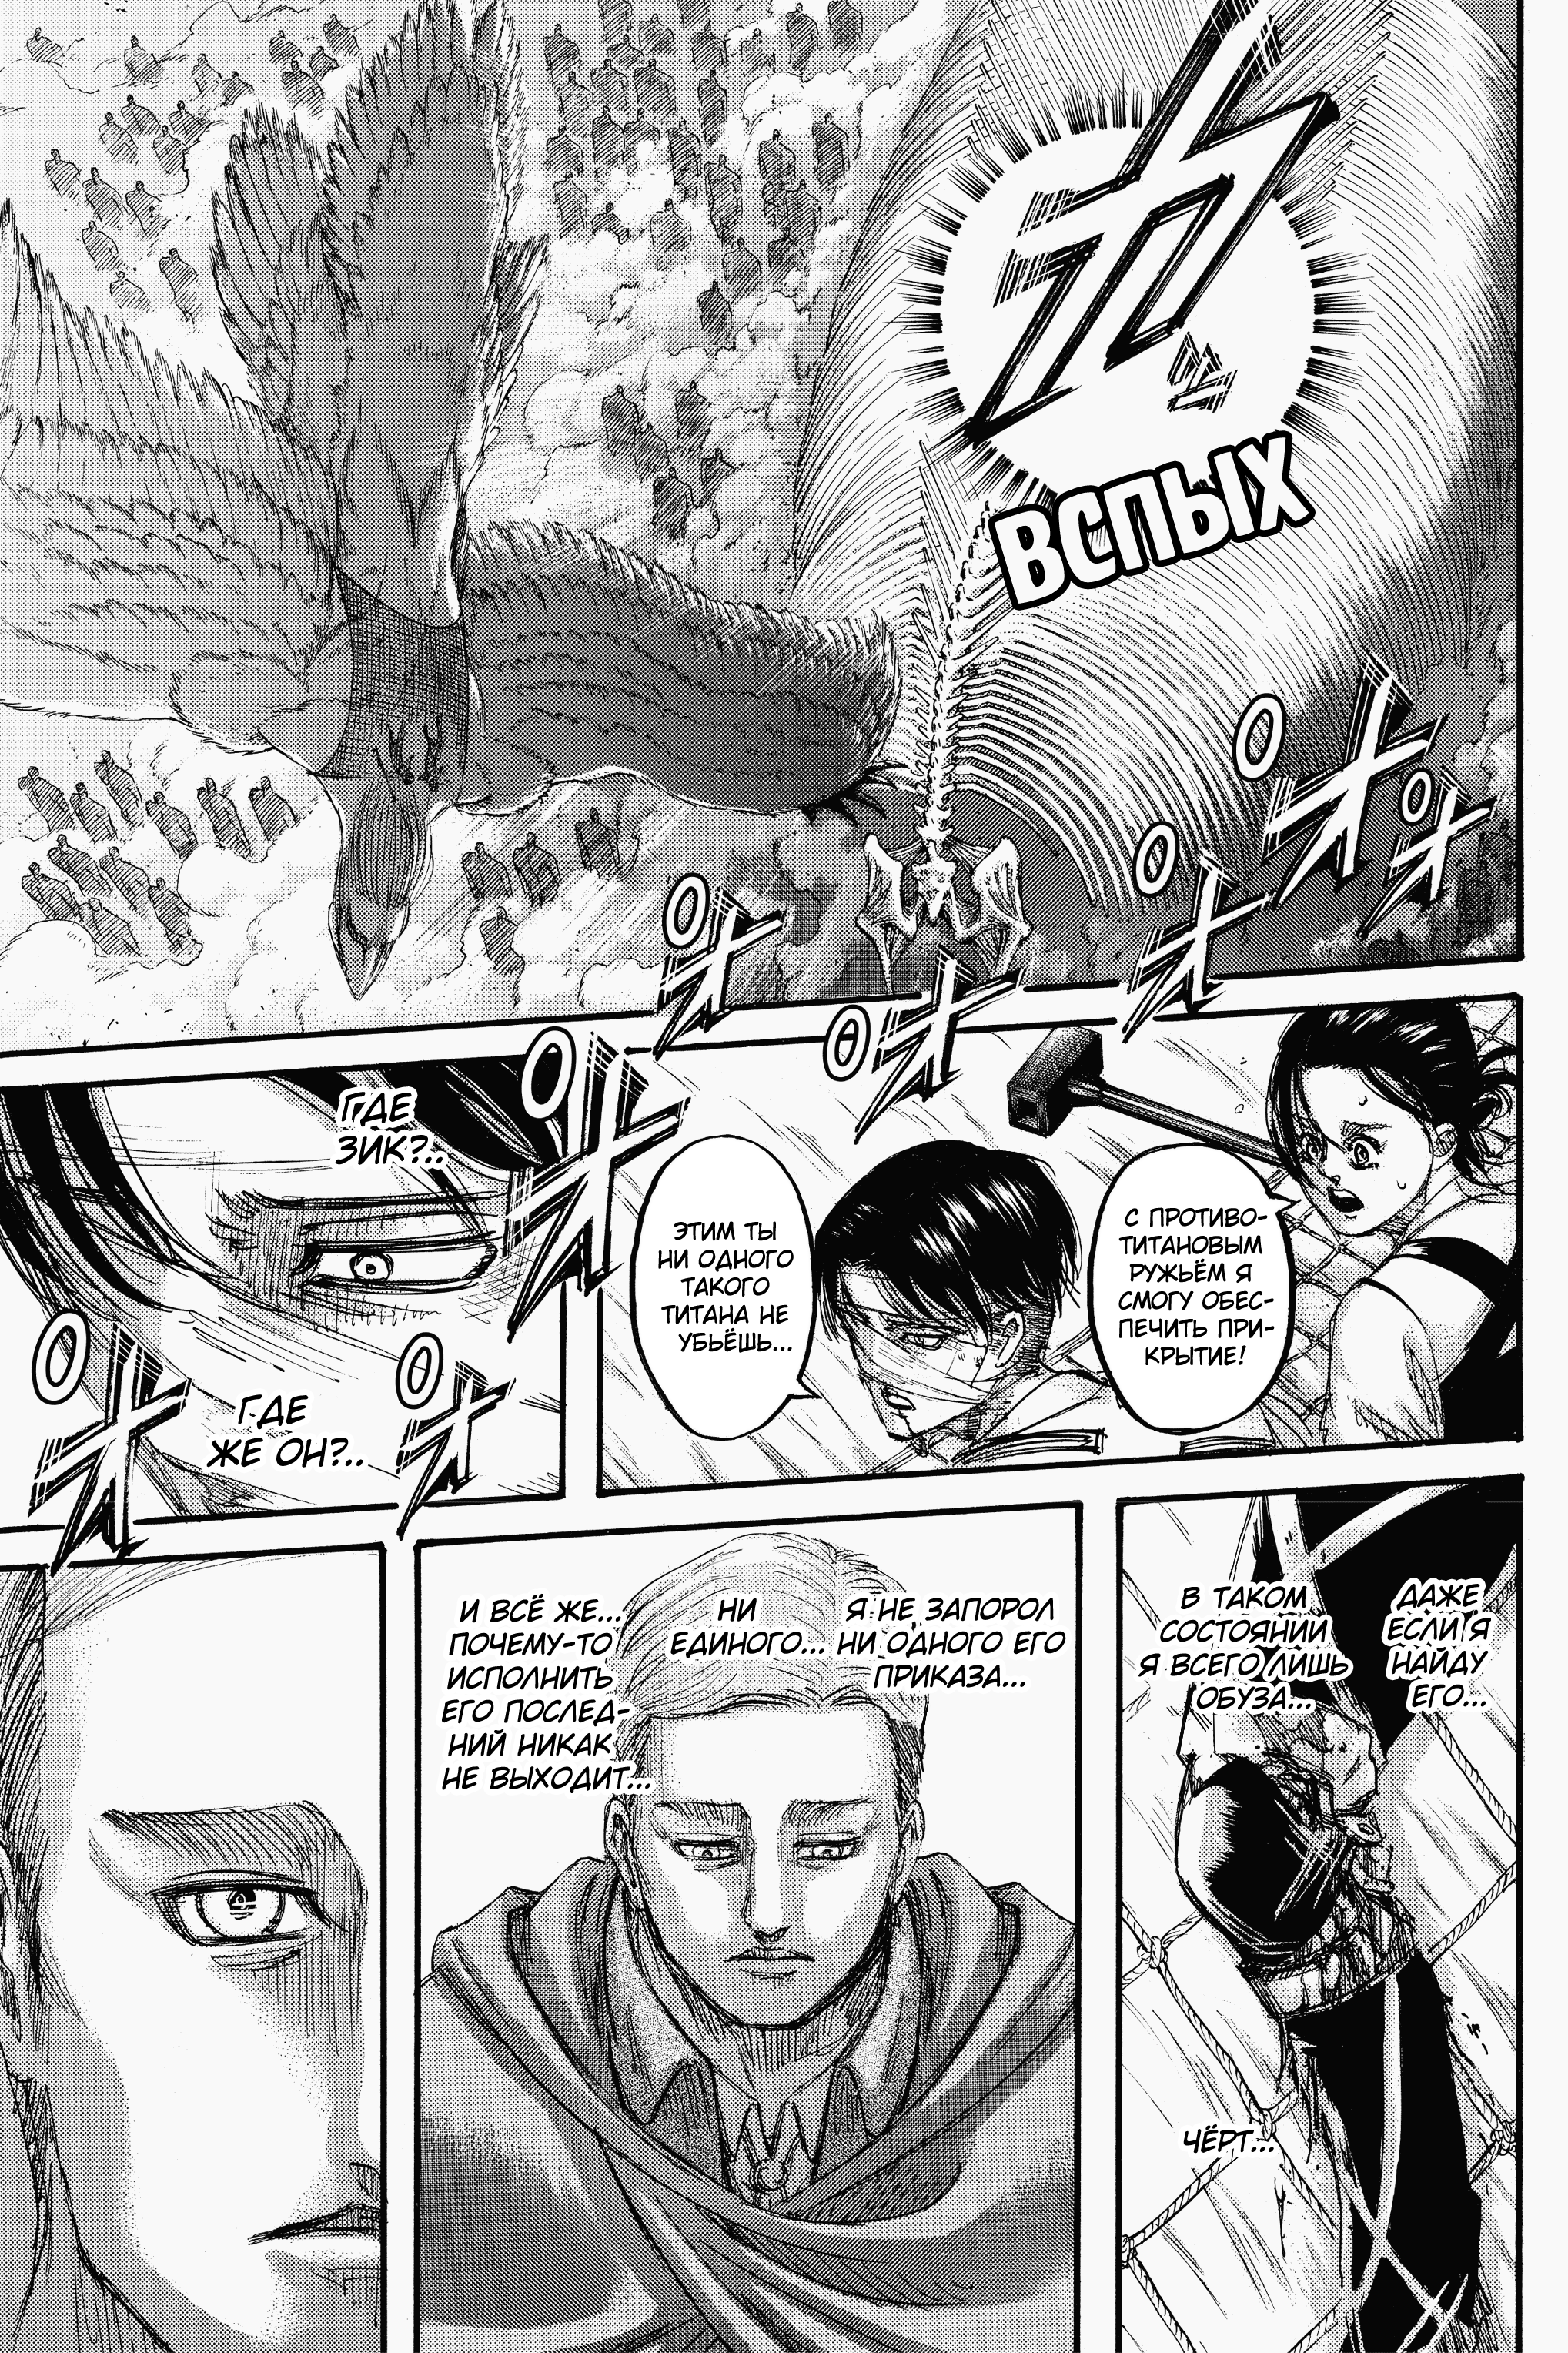 ВСПЫХ
С ПРОТИВО-
ТИТАНОВЫМ
РУЖЬЁМ Я
СМОГУ ОБЕС-
ПЕЧИТЬ ПРИ-
КРЫТИЕ!
ЭТИМ ТЫ
НИ ОДНОГО
ТАКОГО
ТИТАНА НЕ
УБЬЁШЬ...
ГДЕ
ЗИК?..
ГДЕ
ЖЕ ОН?..
ДАЖЕ
ЕСЛИ Я
НАЙДУ
ЕГО...
В ТАКОМ
СОСТОЯНИИ
Я ВСЕГО ЛИШЬ
ОБУЗА...
ЧЁРТ...
Я НЕ ЗАПОРОЛ
НИ ОДНОГО ЕГО
ПРИКАЗА...
НИ
ЕДИНОГО...
И ВСЁ ЖЕ...
ПОЧЕМУ-ТО
ИСПОЛНИТЬ
ЕГО ПОСЛЕД-
НИЙ НИКАК
НЕ ВЫХОДИТ...